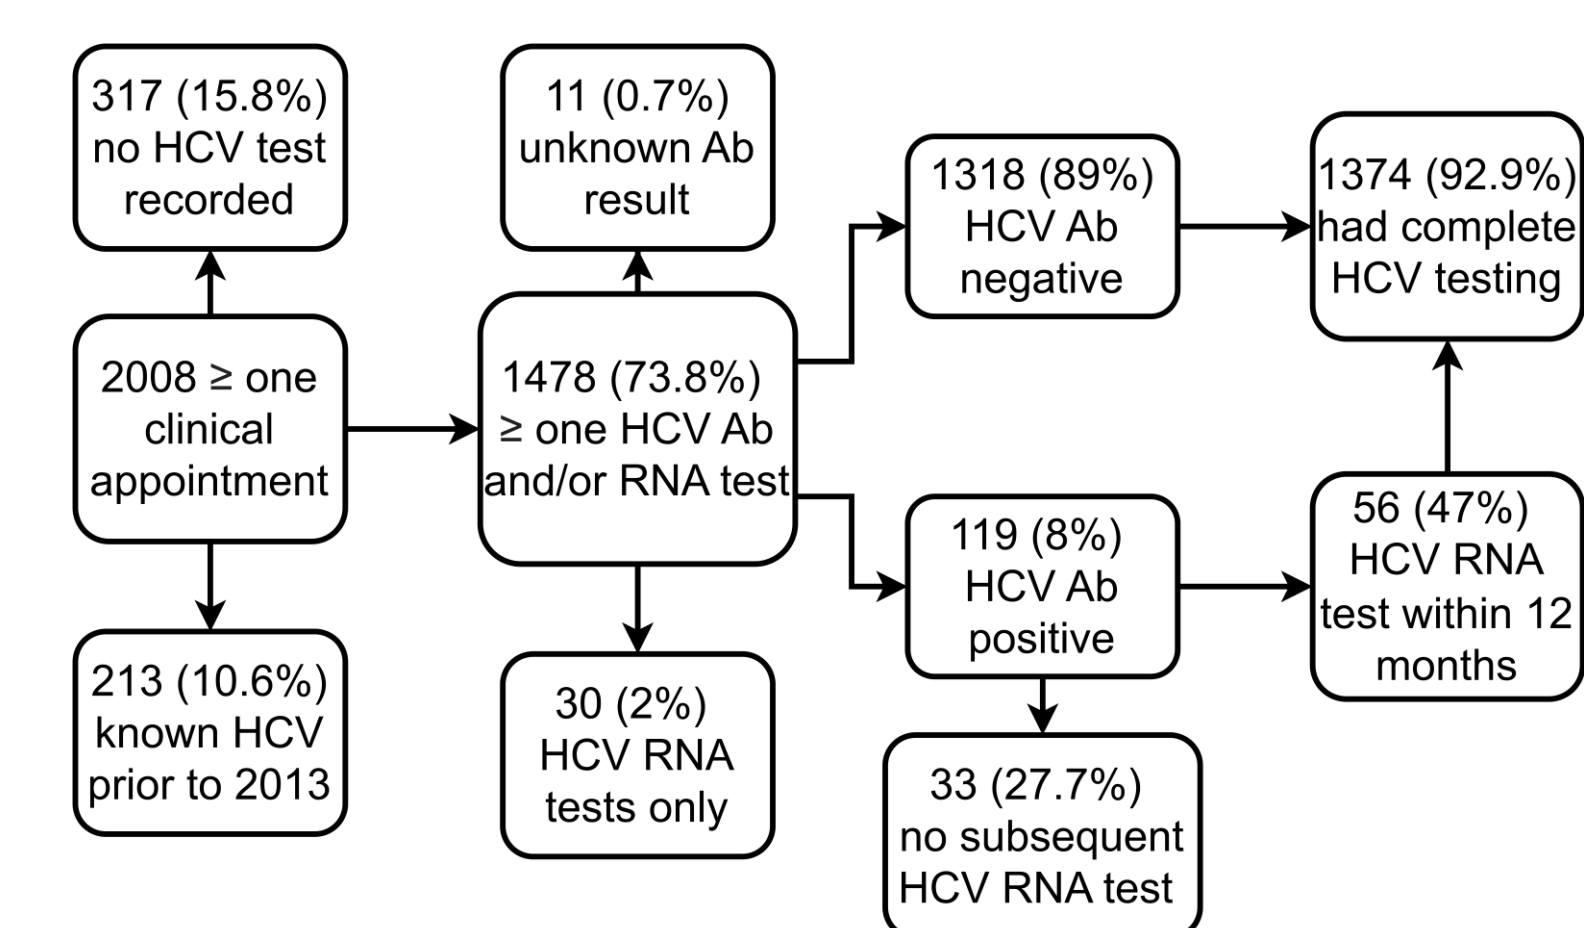 317 (15.8%)
no HCV test
recorded
2008 ≥ one
clinical
appointment
213 (10.6%)
known HCV
prior to 2013
11 (0.7%)
unknown Ab
result
1478 (73.8%)
≥ one HCV Ab
and/or RNA test
30 (2%)
HCV RNA
tests only
1318 (89%)
HCV Ab
negative
119 (8%)
HCV Ab
positive
33 (27.7%)
no subsequent
HCV RNA test
1374 (92.9%)
had complete
HCV testing
56 (47%)
HCV RNA
test within 12
months